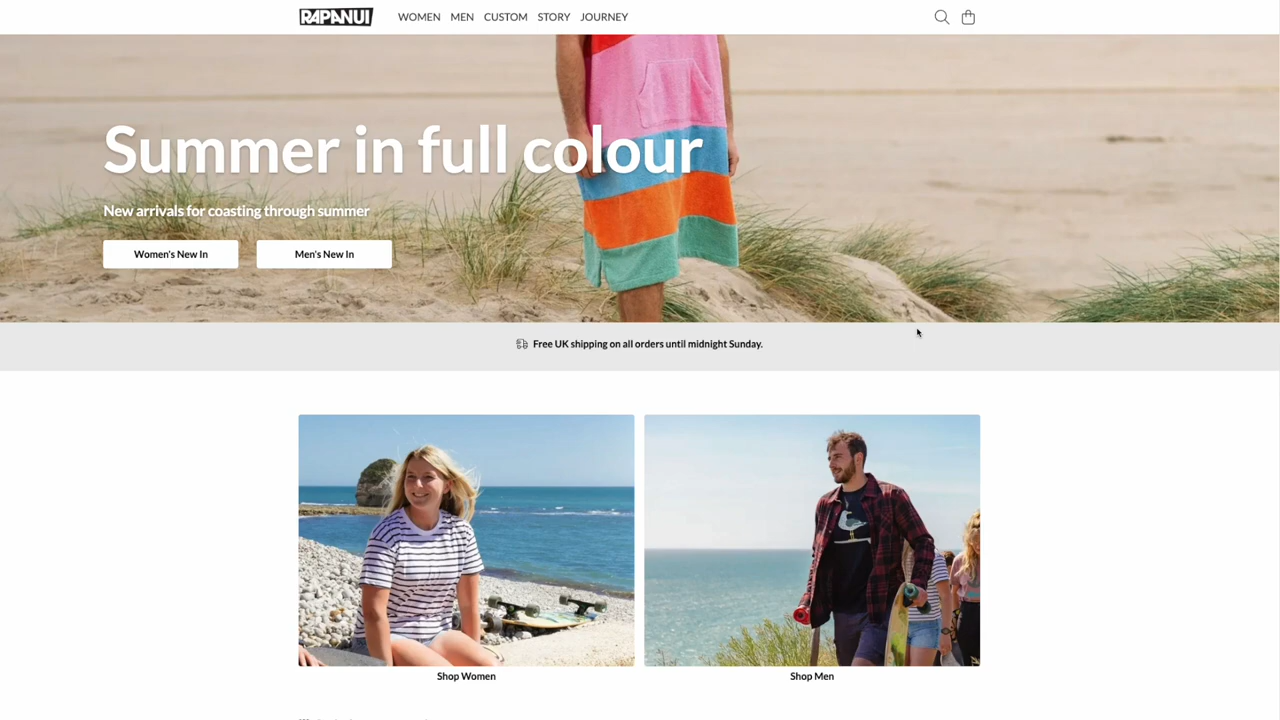 RAPANUI
WOMEN MEN CUSTOM STORY JOURNEY
Summer in full colour
New arrivals for coasting through summer
Women's New In Men's New In
Free UK shipping on all orders until midnight Sunday.
Shop Women Shop Men